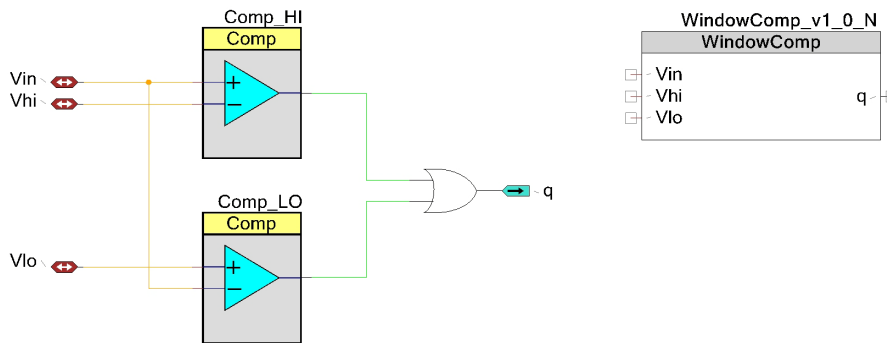 Comp_HI
Comp
Vin
Vhi
+
−
Comp_LO
Comp
Vlo
+
−
q
WindowComp_v1_0_N
WindowComp
Vin
Vhi
Vlo
q